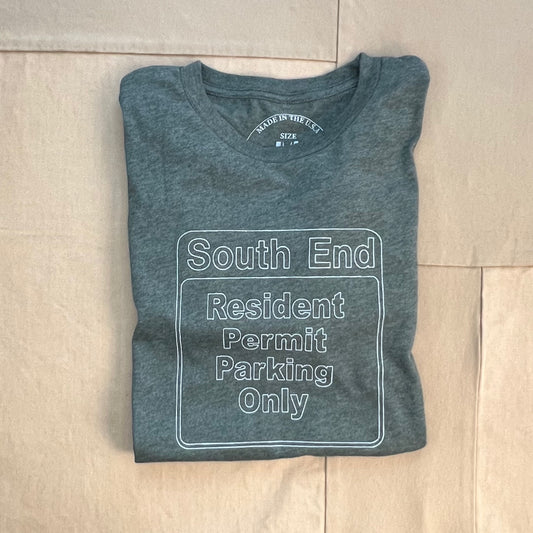 MADE IN THE U.S.A
SIZE
South End
Resident
Permit
Parking
Only